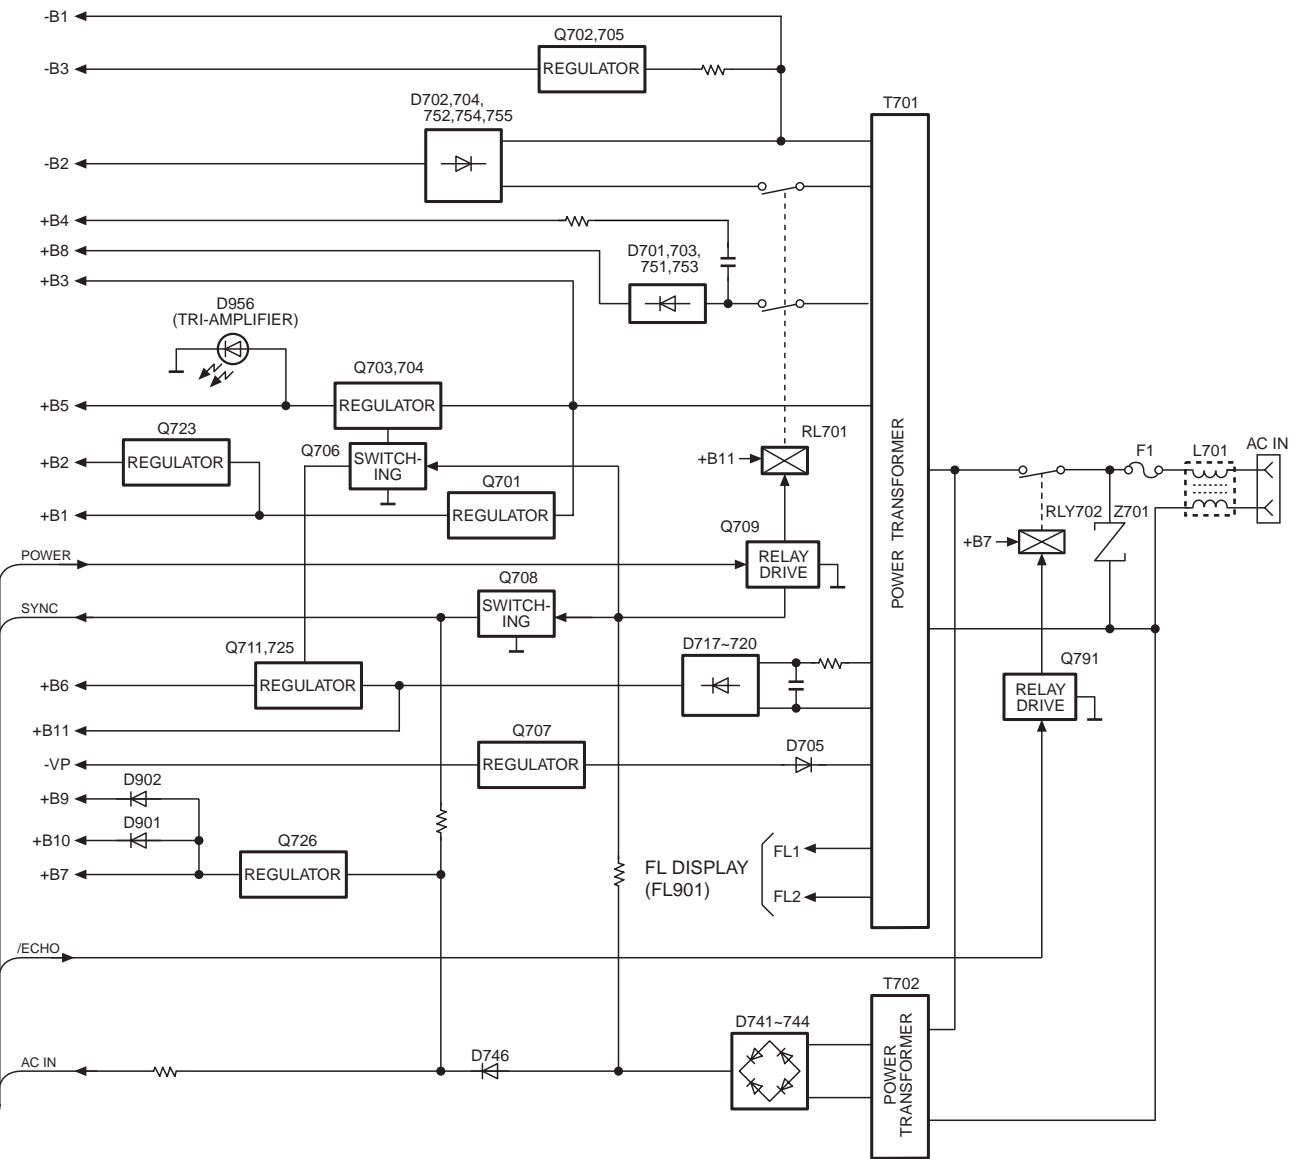 -B1
Q702,705
-B3
REGULATOR
D702,704,
752,754,755
T701
-B2
+B4
+B8
D701,703,
751,753
+B3
D956
(TRI-AMPLIFIER)
Q703,704
+B5
REGULATOR
Q723
Q706
RL701
+B2
REGULATOR
SWITCH-
ING
+B11
POWER TRANSFORMER
F1
L701
AC IN
Q701
+B1
REGULATOR
Q709
RLY702
Z701
+B7
POWER
RELAY
DRIVE
Q708
SYNC
SWITCH-
ING
Q711,725
D717~720
Q791
+B6
REGULATOR
RELAY
DRIVE
+B11
Q707
D705
-VP
REGULATOR
D902
+B9
D901
+B10
Q726
FL1
FL DISPLAY
(FL901)
+B7
REGULATOR
FL2
/ECHO
T702
D741~744
POWER
TRANSFORMER
AC IN
D746